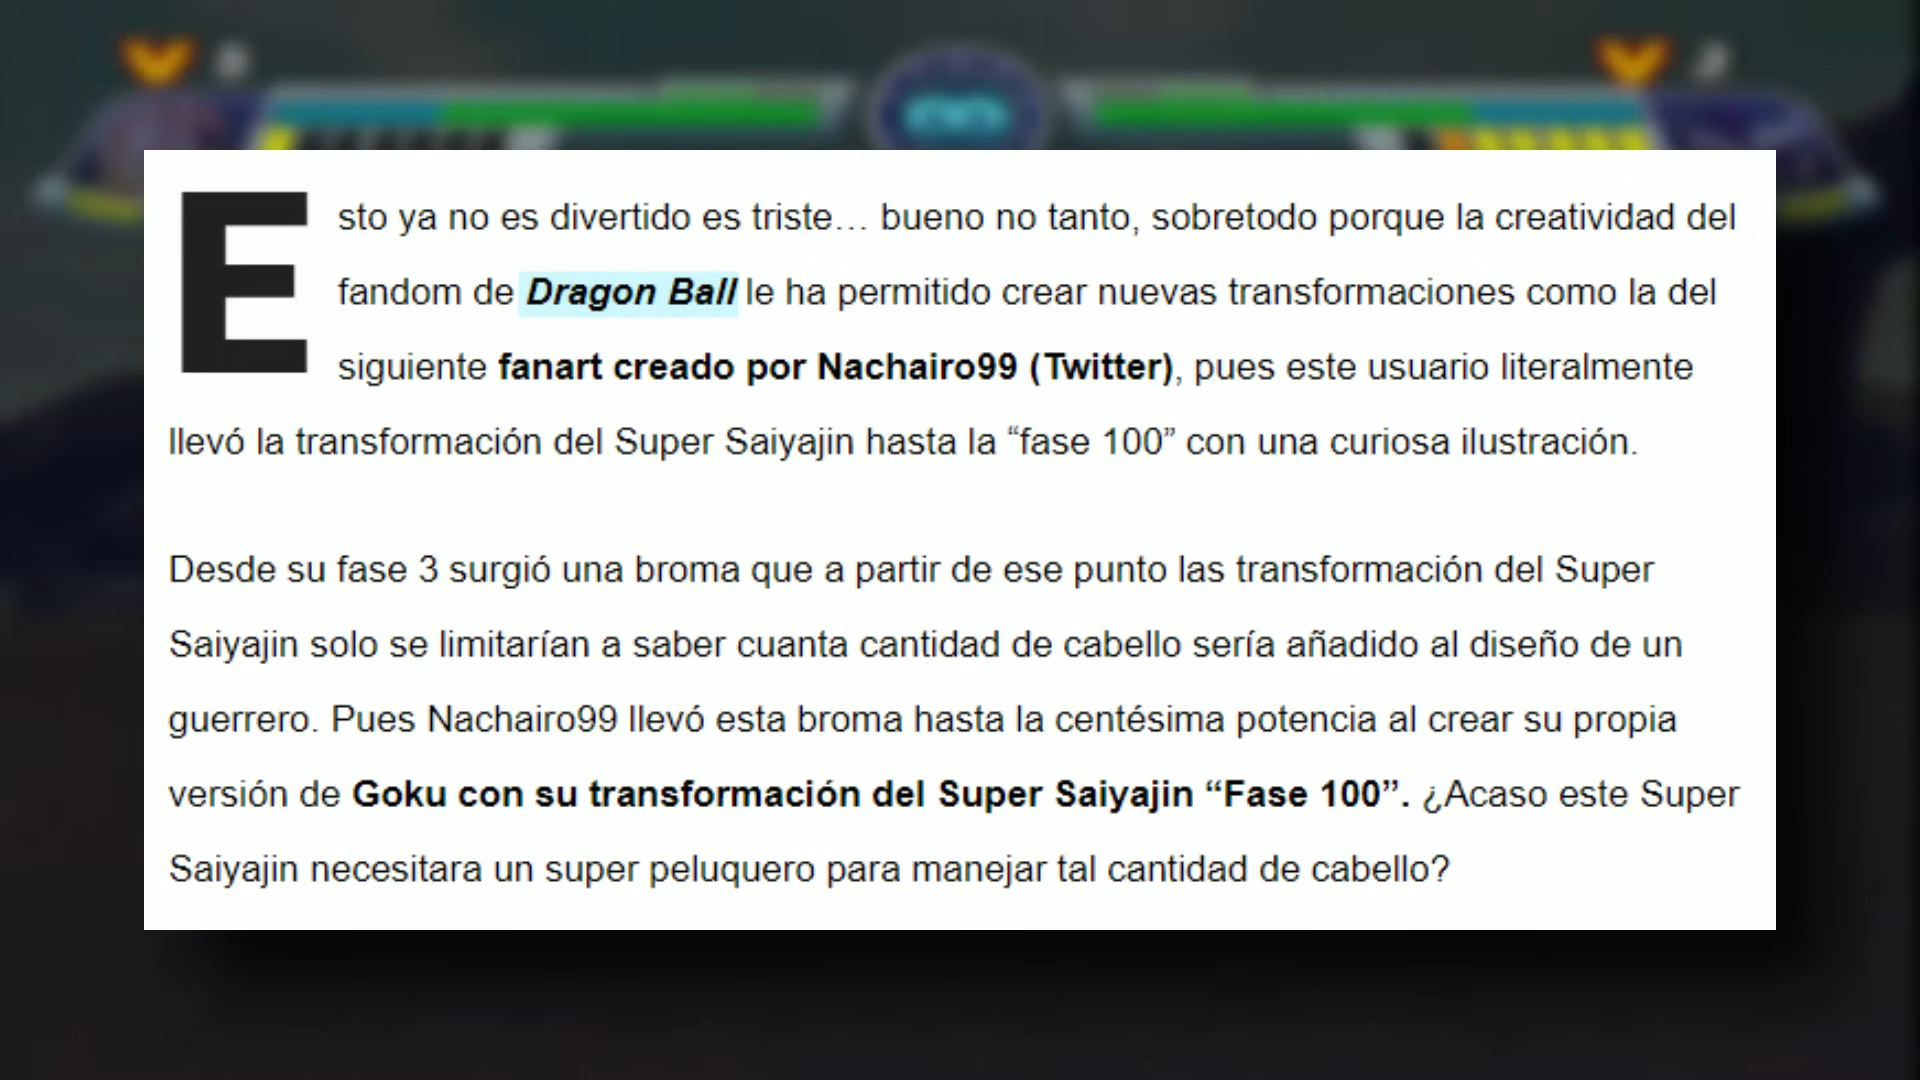 Esto ya no es divertido es triste… bueno no tanto, sobretodo porque la creatividad del
fandom de Dragon Ball le ha permitido crear nuevas transformaciones como la del
siguiente fanart creado por Nachairo99 (Twitter), pues este usuario literalmente
llevó la transformación del Super Saiyajin hasta la “fase 100” con una curiosa ilustración.
Desde su fase 3 surgió una broma que a partir de ese punto las transformación del Super
Saiyajin solo se limitarían a saber cuanta cantidad de cabello sería añadido al diseño de un
guerrero. Pues Nachairo99 llevó esta broma hasta la centésima potencia al crear su propia
versión de Goku con su transformación del Super Saiyajin “Fase 100”. ¿Acaso este Super
Saiyajin necesitara un super peluquero para manejar tal cantidad de cabello?